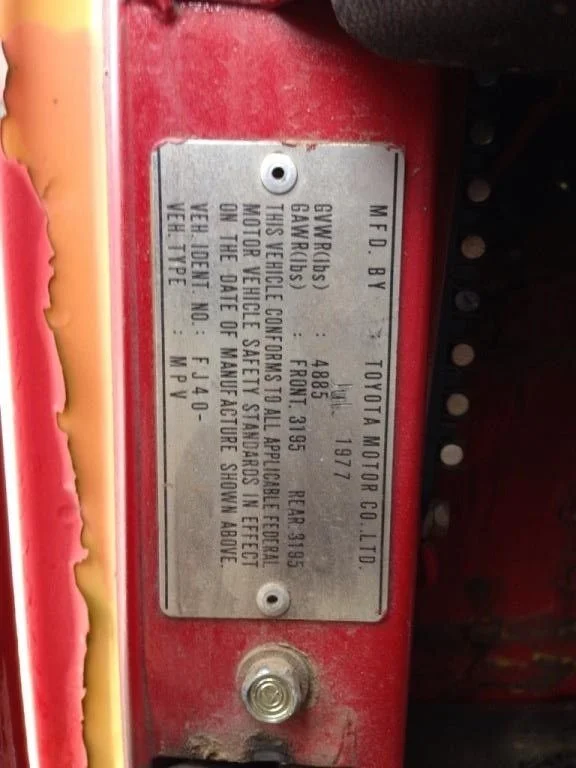 MFD. BY TOYOTA MOTOR CO.,LTD.
JUL. 1977
GVWR(lbs) : 4885
GAWR(lbs) : FRONT. 3195 REAR. 3195
THIS VEHICLE CONFORMS TO ALL APPLICABLE FEDERAL
MOTOR VEHICLE SAFETY STANDARDS IN EFFECT
ON THE DATE OF MANUFACTURE SHOWN ABOVE.
VEH. IDENT. NO.: FJ40-
VEH. TYPE : MPV